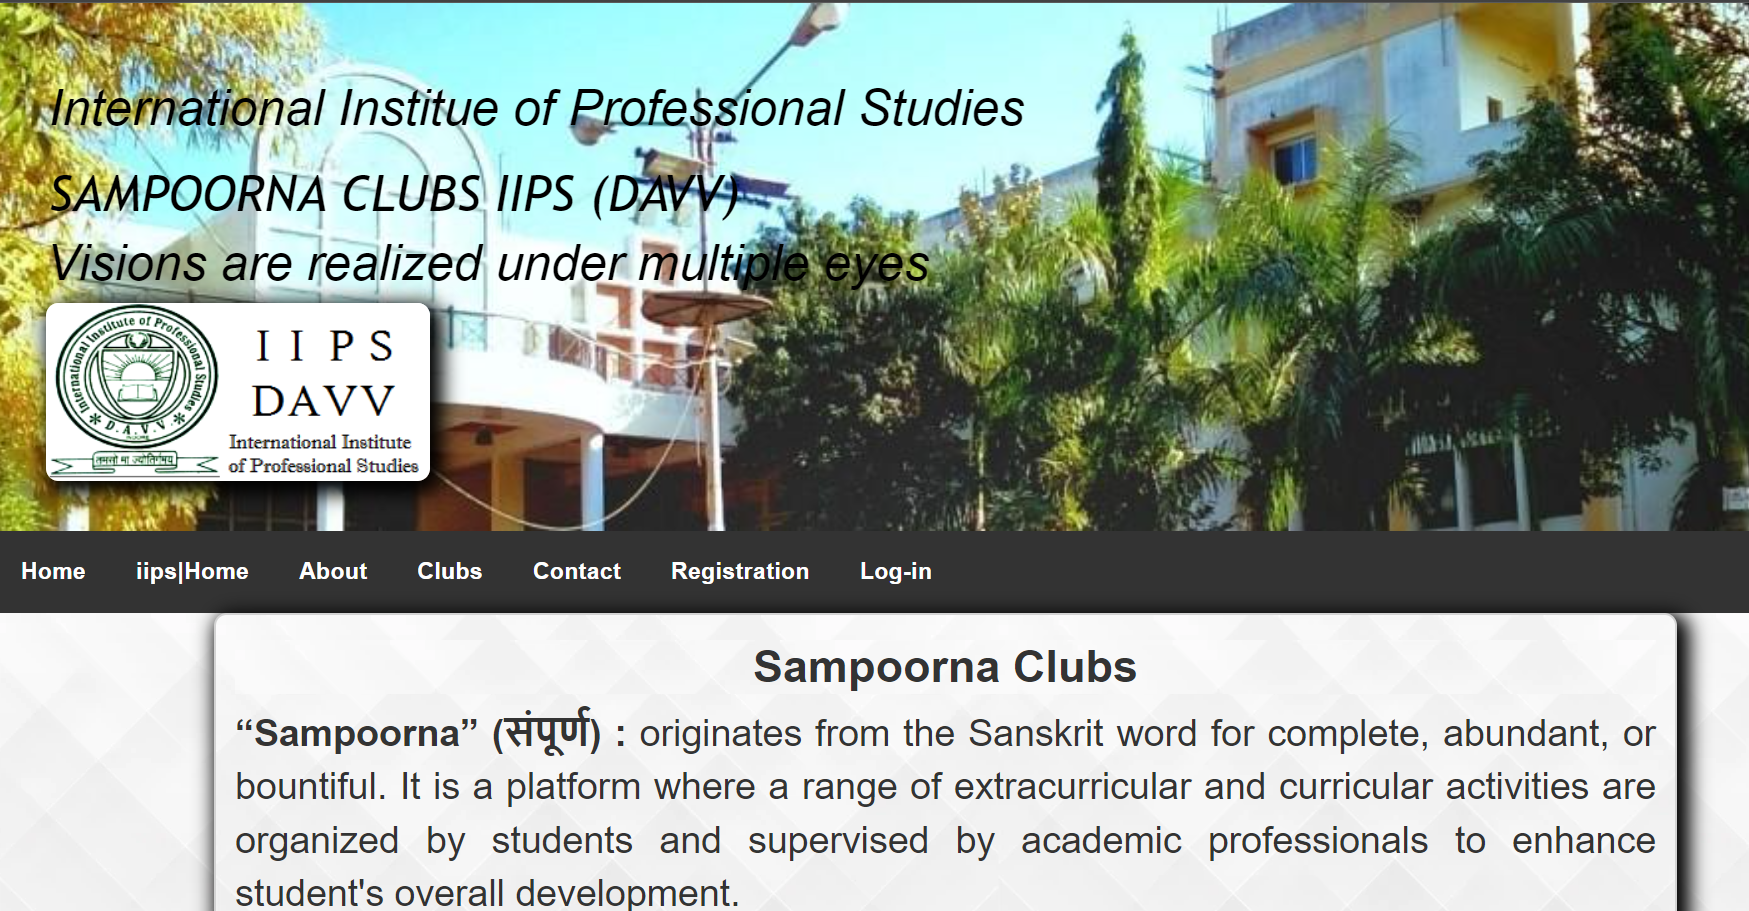 International Institue of Professional Studies
SAMPOORNA CLUBS IIPS (DAVV)
Visions are realized under multiple eyes
International Institute of Professional Studies
* D.A.V.V. *
INDORE
तमसो मा ज्योतिर्गमय
I I P S
DAVV
International Institute
of Professional Studies
Home iips|Home About Clubs Contact Registration Log-in
Sampoorna Clubs
“Sampoorna” (संपूर्ण) : originates from the Sanskrit word for complete, abundant, or
bountiful. It is a platform where a range of extracurricular and curricular activities are
organized by students and supervised by academic professionals to enhance
student's overall development.